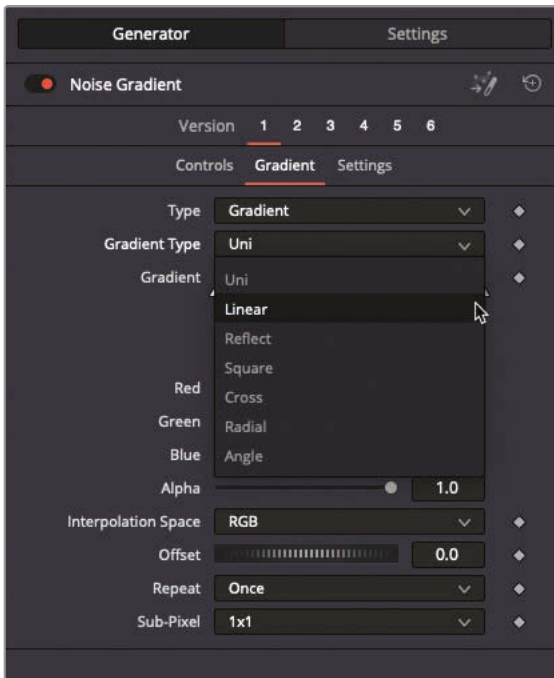 Generator Settings
Noise Gradient
Version 1 2 3 4 5 6
Controls Gradient Settings
Type Gradient
Gradient Type Uni
Gradient
Uni
Linear
Reflect
Square
Red
Cross
Green
Radial
Blue
Angle
Alpha 1.0
Interpolation Space RGB
Offset 0.0
Repeat Once
Sub-Pixel 1x1